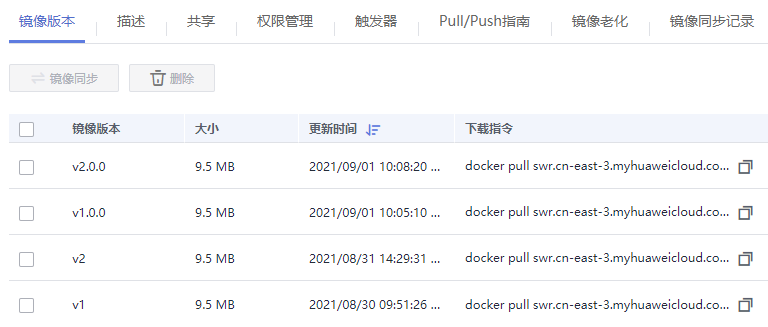 镜像版本 描述 共享 权限管理 触发器 Pull/Push指南 镜像老化 镜像同步记录
镜像同步 删除
镜像版本 大小 更新时间 下载指令
v2.0.0 9.5 MB 2021/09/01 10:08:20 ... docker pull swr.cn-east-3.myhuaweicloud.co...
v1.0.0 9.5 MB 2021/09/01 10:05:10 ... docker pull swr.cn-east-3.myhuaweicloud.co...
v2 9.5 MB 2021/08/31 14:29:31 ... docker pull swr.cn-east-3.myhuaweicloud.co...
v1 9.5 MB 2021/08/30 09:51:26 ... docker pull swr.cn-east-3.myhuaweicloud.co...